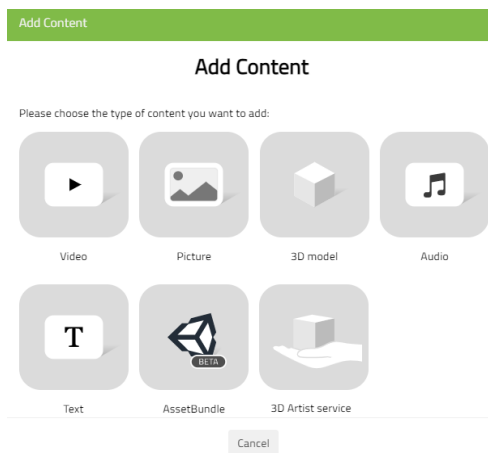 Add Content
Add Content
Please choose the type of content you want to add:
Video Picture 3D model Audio
T BETA
Text AssetBundle 3D Artist service
Cancel